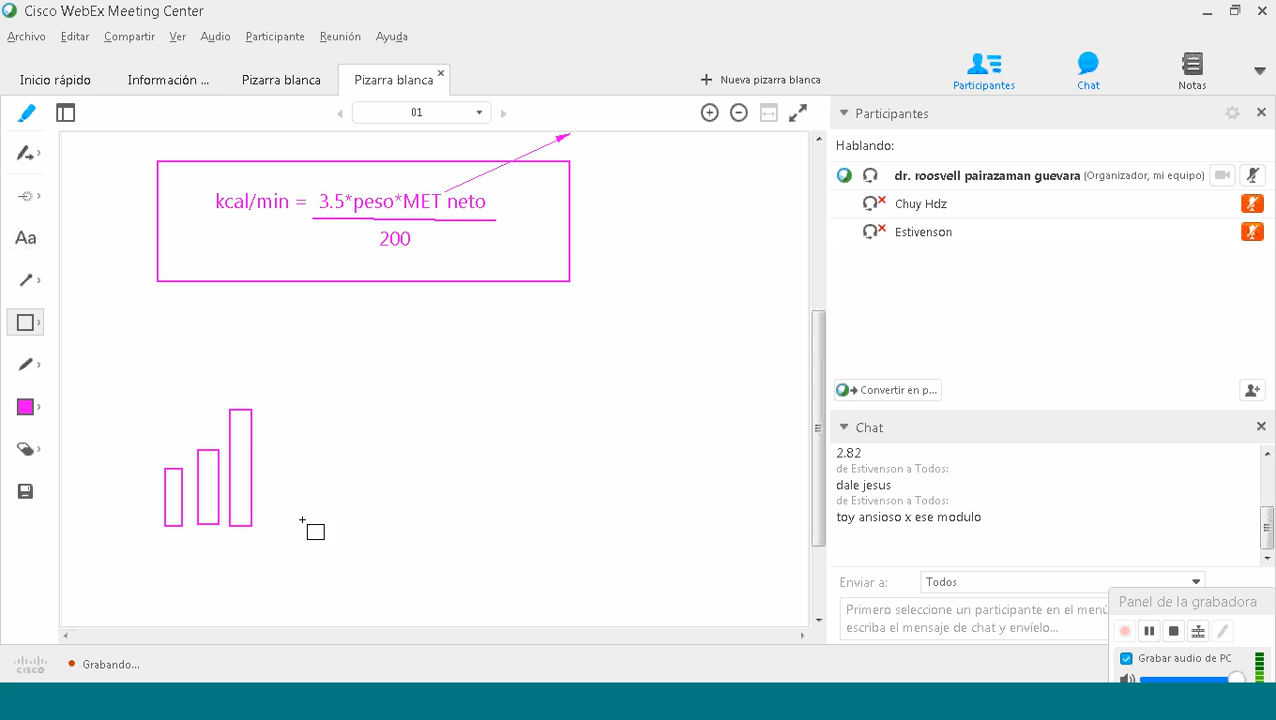 Cisco WebEx Meeting Center
Archivo Editar Compartir Ver Audio Participante Reunión Ayuda
Inicio rápido Información ... Pizarra blanca Pizarra blanca Nueva pizarra blanca
Participantes Chat Notas
01
kcal/min = 3.5*peso*MET neto
200
Aa
Participantes
Hablando:
dr. roosvell pairazaman guevara (Organizador, mi equipo)
Chuy Hdz
Estivenson
Convertir en p...
Chat
2.82
de Estivenson a Todos:
dale jesus
de Estivenson a Todos:
toy ansioso x ese modulo
Enviar a: Todos
Primero seleccione un participante en el menú
escriba el mensaje de chat y envíelo...
Panel de la grabadora
Grabar audio de PC
cisco
Grabando...